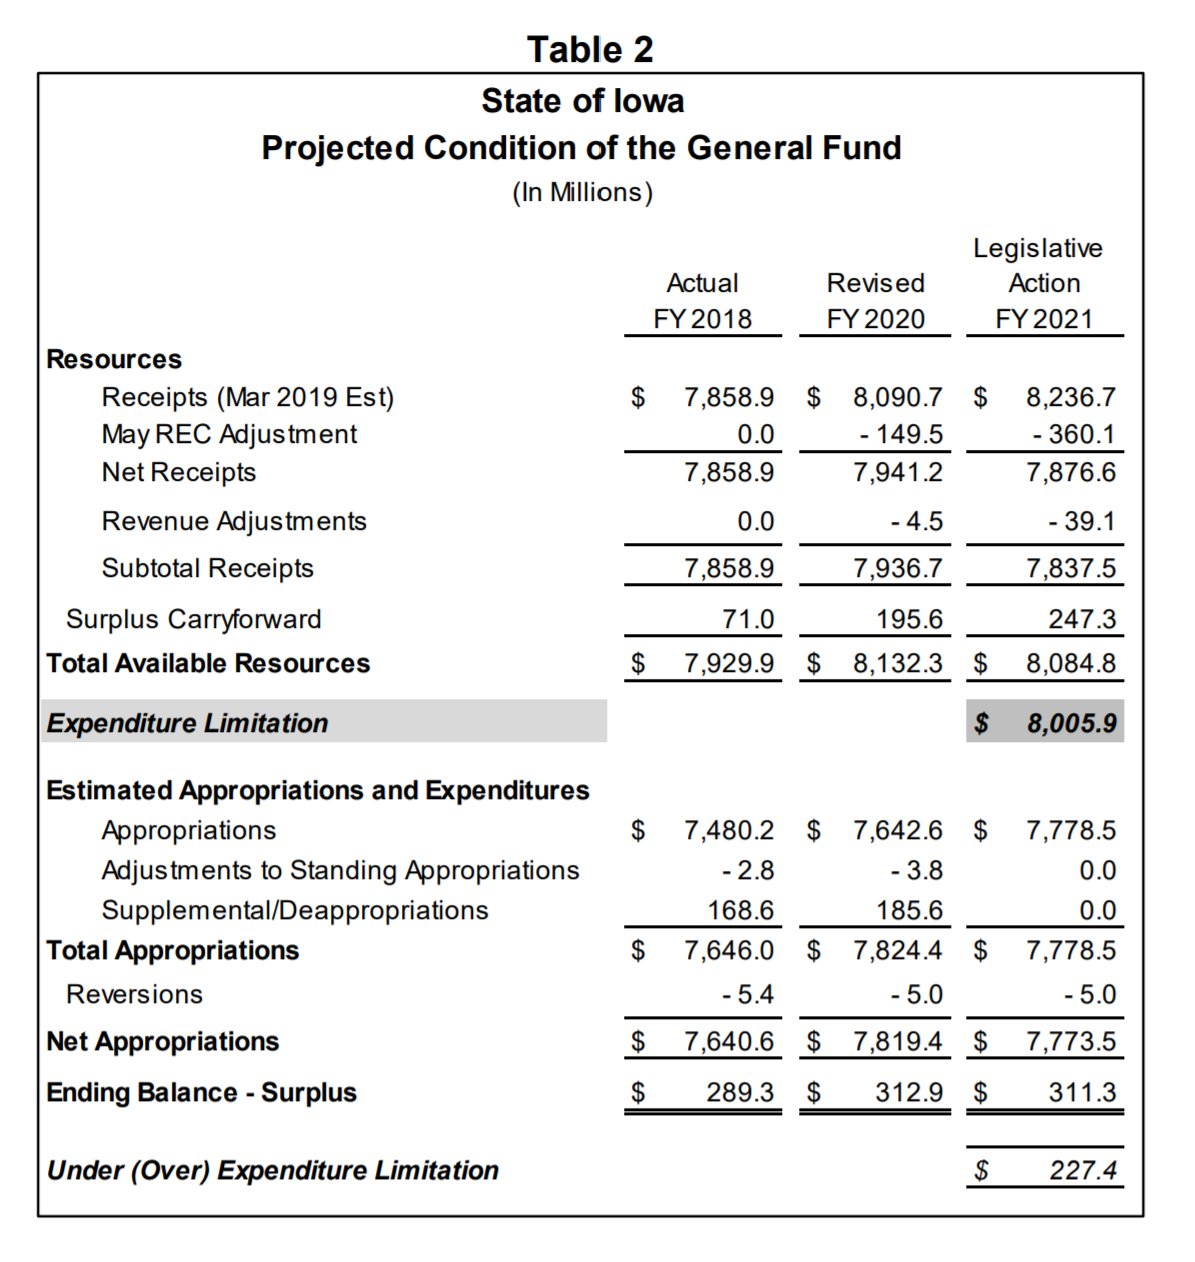 Table 2
State of Iowa
Projected Condition of the General Fund
(In Millions)
Legislative
Actual Revised Action
FY 2018 FY 2020 FY 2021
Resources
Receipts (Mar 2019 Est) $ 7,858.9 $ 8,090.7 $ 8,236.7
May REC Adjustment 0.0 - 149.5 - 360.1
Net Receipts 7,858.9 7,941.2 7,876.6
Revenue Adjustments 0.0 - 4.5 - 39.1
Subtotal Receipts 7,858.9 7,936.7 7,837.5
Surplus Carryforward 71.0 195.6 247.3
Total Available Resources $ 7,929.9 $ 8,132.3 $ 8,084.8
Expenditure Limitation $ 8,005.9
Estimated Appropriations and Expenditures
Appropriations $ 7,480.2 $ 7,642.6 $ 7,778.5
Adjustments to Standing Appropriations - 2.8 - 3.8 0.0
Supplemental/Deappropriations 168.6 185.6 0.0
Total Appropriations $ 7,646.0 $ 7,824.4 $ 7,778.5
Reversions - 5.4 - 5.0 - 5.0
Net Appropriations $ 7,640.6 $ 7,819.4 $ 7,773.5
Ending Balance - Surplus $ 289.3 $ 312.9 $ 311.3
Under (Over) Expenditure Limitation $ 227.4